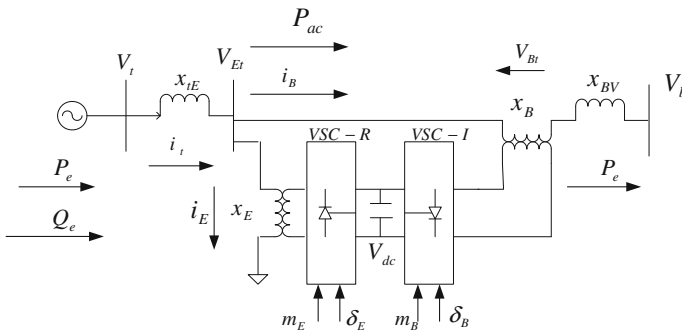 P_ac
V_t
x_tE
V_Et
i_B
V_Bt
x_B
x_BV
V_b
VSC-R
VSC-I
i_t
P_e
Q_e
i_E
x_E
V_dc
P_e
m_E
δ_E
m_B
δ_B